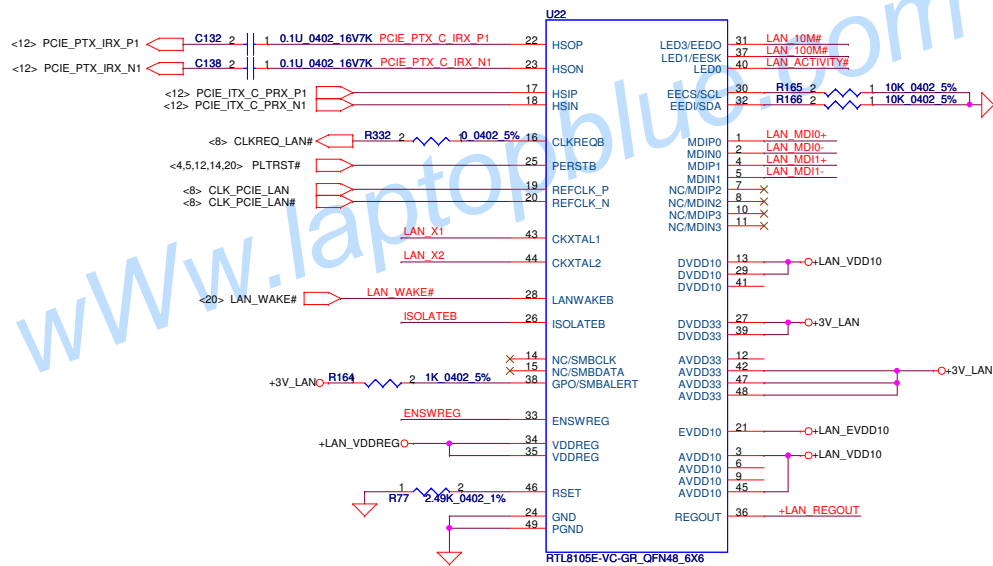 U22
<12> PCIE_PTX_IRX_P1 C132 2 1 0.1U_0402_16V7K PCIE_PTX_C_IRX_P1 22 HSOP
<12> PCIE_PTX_IRX_N1 C138 2 1 0.1U_0402_16V7K PCIE_PTX_C_IRX_N1 23 HSON
<12> PCIE_ITX_C_PRX_P1 17 HSIP
<12> PCIE_ITX_C_PRX_N1 18 HSIN
<8> CLKREQ_LAN# R332 2 1 0_0402_5% 16 CLKREQB
<4,5,12,14,20> PLTRST# 25 PERSTB
<8> CLK_PCIE_LAN 19 REFCLK_P
<8> CLK_PCIE_LAN# 20 REFCLK_N
LAN_X1 43 CKXTAL1
LAN_X2 44 CKXTAL2
<20> LAN_WAKE# LAN_WAKE# 28 LANWAKEB
ISOLATEB 26 ISOLATEB
14 NC/SMBCLK
15 NC/SMBDATA
+3V_LAN R164 1 2 1K_0402_5% 38 GPO/SMBALERT
ENSWREG 33 ENSWREG
+LAN_VDDREG 34 VDDREG
35 VDDREG
R77 1 2 2.49K_0402_1% 46 RSET
24 GND
49 PGND
LED3/EEDO 31 LAN_10M#
LED1/EESK 37 LAN_100M#
LED0 40 LAN_ACTIVITY#
EECS/SCL 30 R165 2 1 10K_0402_5%
EEDI/SDA 32 R166 2 1 10K_0402_5%
MDIP0 1 LAN_MDI0+
MDIN0 2 LAN_MDI0-
MDIP1 4 LAN_MDI1+
MDIN1 5 LAN_MDI1-
NC/MDIP2 7
NC/MDIN2 8
NC/MDIP3 10
NC/MDIN3 11
DVDD10 13 +LAN_VDD10
DVDD10 29
DVDD10 41
DVDD33 27 +3V_LAN
DVDD33 39
AVDD33 12
AVDD33 42 +3V_LAN
AVDD33 47
AVDD33 48
EVDD10 21 +LAN_EVDD10
AVDD10 3 +LAN_VDD10
AVDD10 6
AVDD10 9
AVDD10 45
REGOUT 36 +LAN_REGOUT
RTL8105E-VC-GR_QFN48_6X6
wWw.laptopblue.com